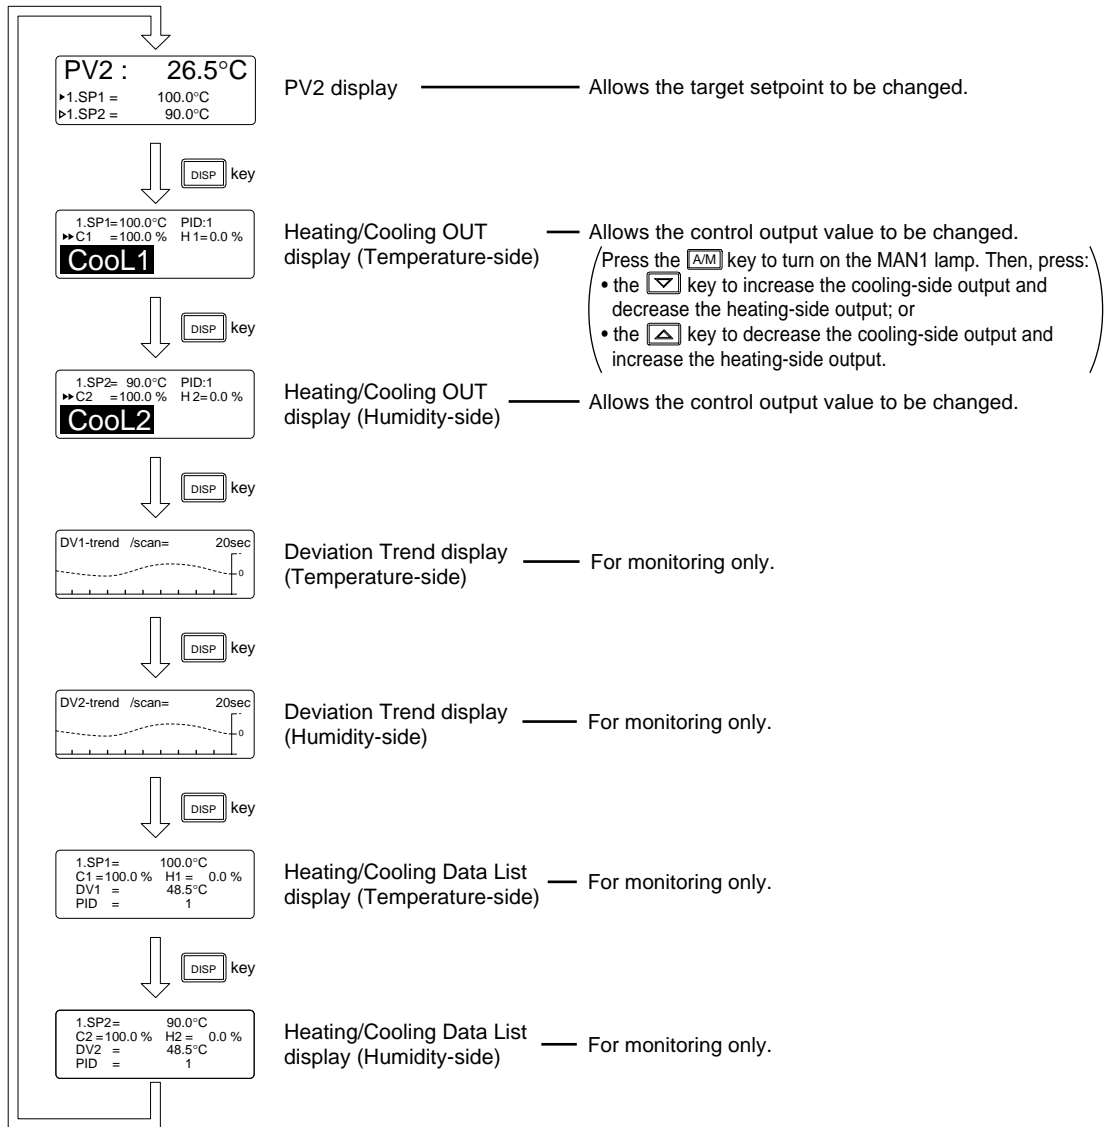 PV2 : 26.5°C
1.SP1 = 100.0°C
1.SP2 = 90.0°C
PV2 display
Allows the target setpoint to be changed.
DISP key
1.SP1=100.0°C PID:1
C1 =100.0 % H1=0.0 %
CooL1
Heating/Cooling OUT
display (Temperature-side)
Allows the control output value to be changed.
Press the A/M key to turn on the MAN1 lamp. Then, press:
• the key to increase the cooling-side output and
decrease the heating-side output; or
• the key to decrease the cooling-side output and
increase the heating-side output.
DISP key
1.SP2= 90.0°C PID:1
C2 =100.0 % H2=0.0 %
CooL2
Heating/Cooling OUT
display (Humidity-side)
Allows the control output value to be changed.
DISP key
DV1-trend /scan= 20sec
0
Deviation Trend display
(Temperature-side)
For monitoring only.
DISP key
DV2-trend /scan= 20sec
0
Deviation Trend display
(Humidity-side)
For monitoring only.
DISP key
1.SP1= 100.0°C
C1 =100.0 % H1 = 0.0 %
DV1 = 48.5°C
PID = 1
Heating/Cooling Data List
display (Temperature-side)
For monitoring only.
DISP key
1.SP2= 90.0°C
C2 =100.0 % H2 = 0.0 %
DV2 = 48.5°C
PID = 1
Heating/Cooling Data List
display (Humidity-side)
For monitoring only.